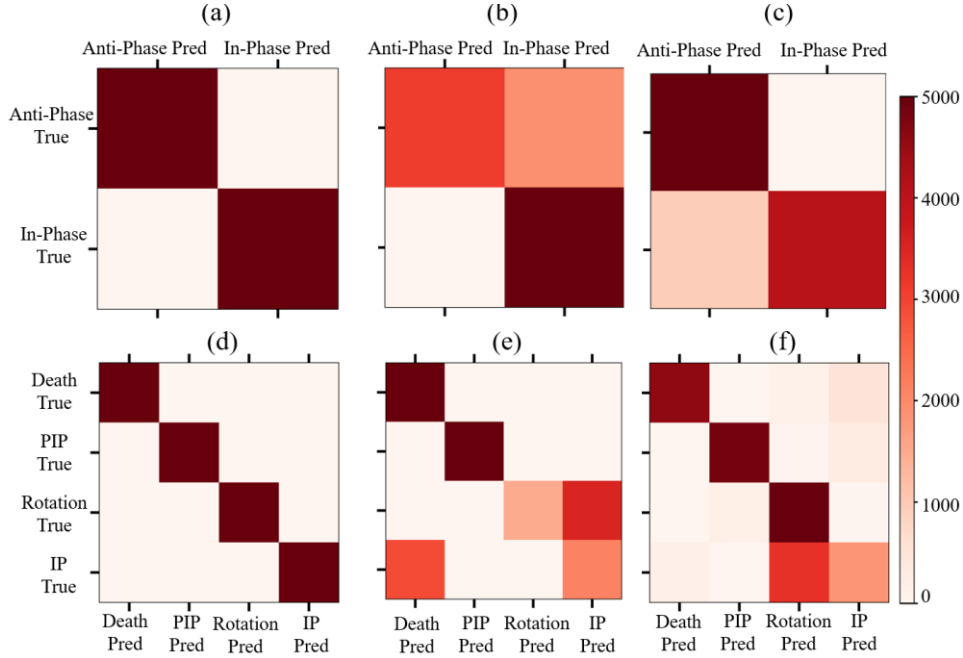 (a)
(b)
(c)
Anti-Phase Pred In-Phase Pred
Anti-Phase Pred In-Phase Pred
Anti-Phase Pred In-Phase Pred
Anti-Phase
True
In-Phase
True
5000
4000
3000
2000
1000
0
(d)
(e)
(f)
Death
True
PIP
True
Rotation
True
IP
True
Death
Pred
PIP
Pred
Rotation
Pred
IP
Pred
Death
Pred
PIP
Pred
Rotation
Pred
IP
Pred
Death
Pred
PIP
Pred
Rotation
Pred
IP
Pred